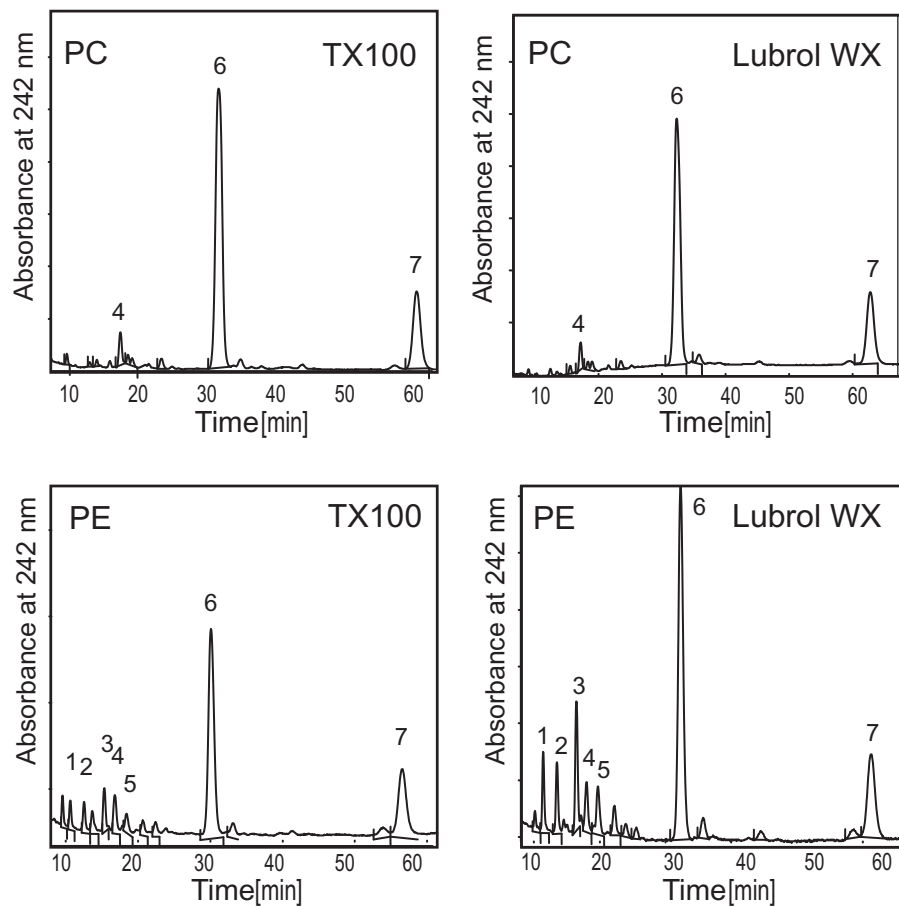 PC TX100
6
4
7
Absorbance at 242 nm
10 20 30 40 50 60
Time[min]
PC Lubrol WX
6
4
7
Absorbance at 242 nm
10 20 30 40 50 60
Time[min]
PE TX100
6
3
1 2 4
5
7
Absorbance at 242 nm
10 20 30 40 50 60
Time[min]
PE Lubrol WX
6
3
1 2
4 5
7
Absorbance at 242 nm
10 20 30 40 50 60
Time[min]